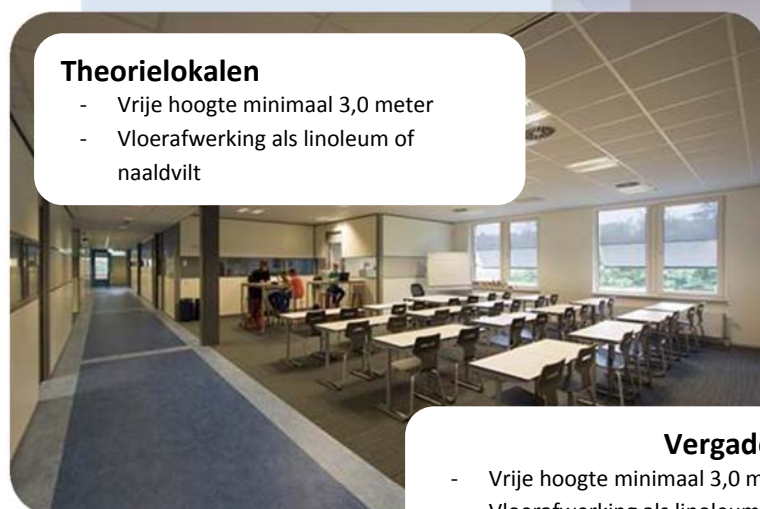 Theorielokalen
- Vrije hoogte minimaal 3,0 meter
- Vloerafwerking als linoleum of
naaldvilt
- Vrije hoogte minimaal 3,0